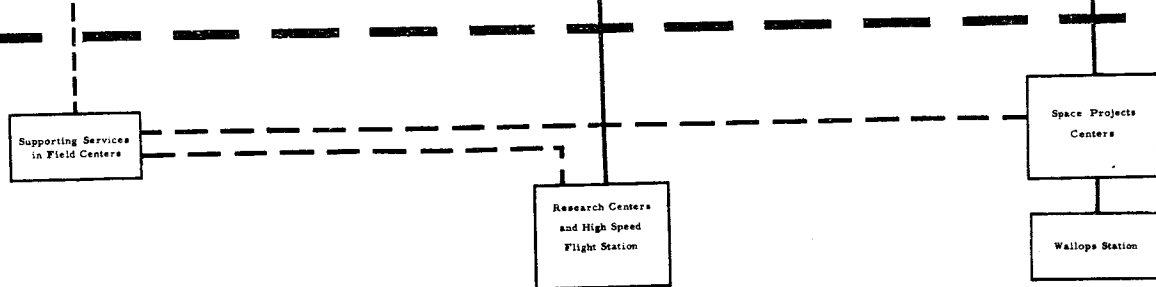 Supporting Services
in Field Centers
Space Projects
Centers
Research Centers
and High Speed
Flight Station
Wallops Station